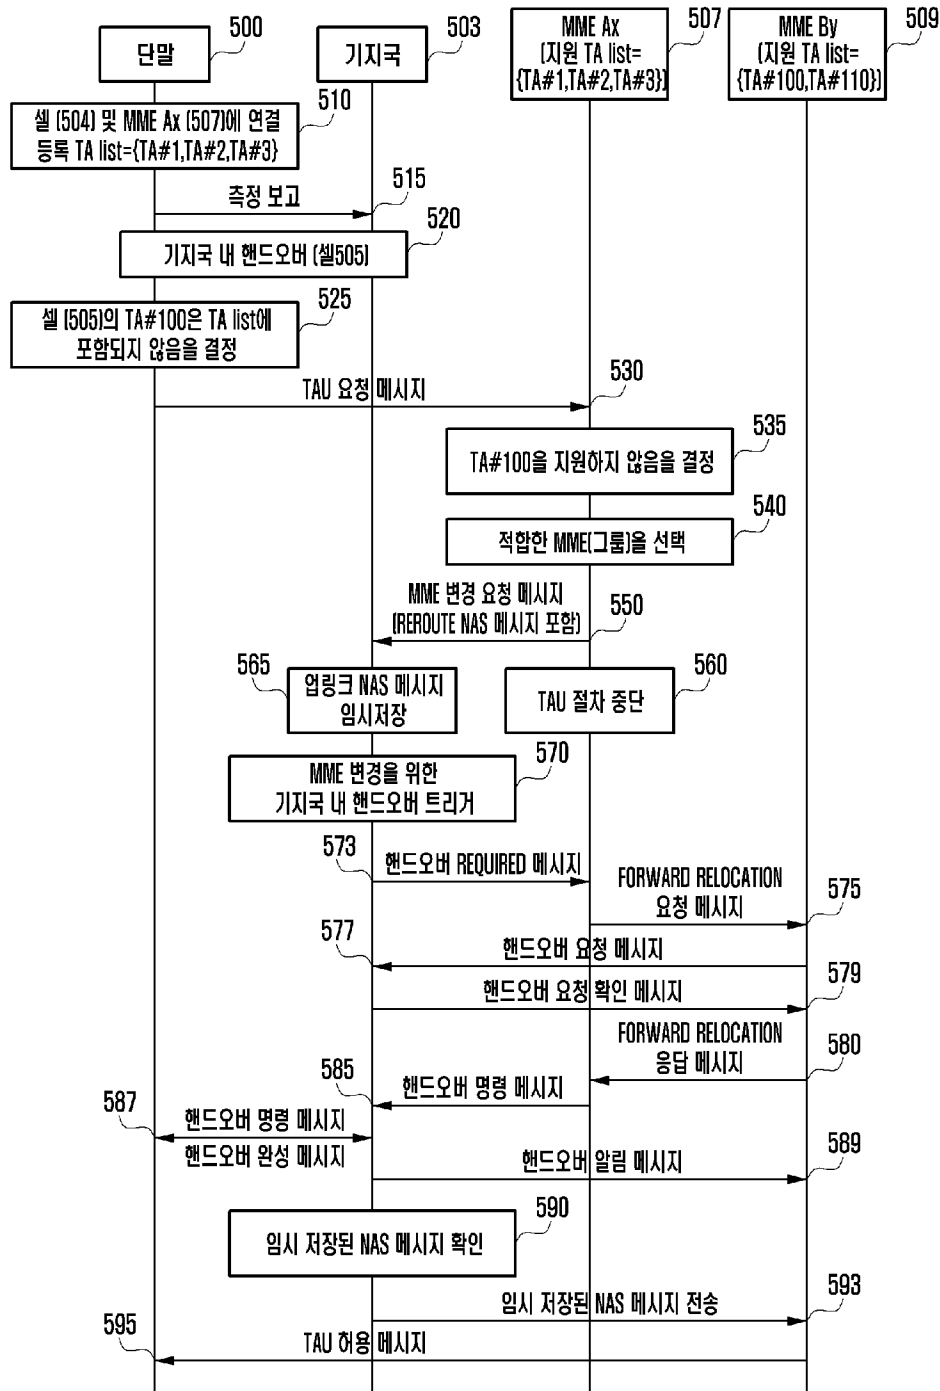 단말
500
기지국
503
MME Ax
(지원 TA list=
{TA#1,TA#2,TA#3})
507
MME By
(지원 TA list=
{TA#100,TA#110})
509
셀 (504) 및 MME Ax (507)에 연결
등록 TA list={TA#1,TA#2,TA#3}
510
측정 보고
515
기지국 내 핸드오버 (셀505)
520
셀 (505)의 TA#100은 TA list에
포함되지 않음을 결정
525
TAU 요청 메시지
530
TA#100을 지원하지 않음을 결정
535
적합한 MME(그룹)을 선택
540
MME 변경 요청 메시지
(REROUTE NAS 메시지 포함)
550
565
업링크 NAS 메시지
임시저장
TAU 절차 중단
560
MME 변경을 위한
기지국 내 핸드오버 트리거
570
573
핸드오버 REQUIRED 메시지
FORWARD RELOCATION
요청 메시지
575
577
핸드오버 요청 메시지
핸드오버 요청 확인 메시지
579
FORWARD RELOCATION
응답 메시지
580
585
핸드오버 명령 메시지
587
핸드오버 명령 메시지
핸드오버 완성 메시지
핸드오버 알림 메시지
589
임시 저장된 NAS 메시지 확인
590
임시 저장된 NAS 메시지 전송
593
595
TAU 허용 메시지